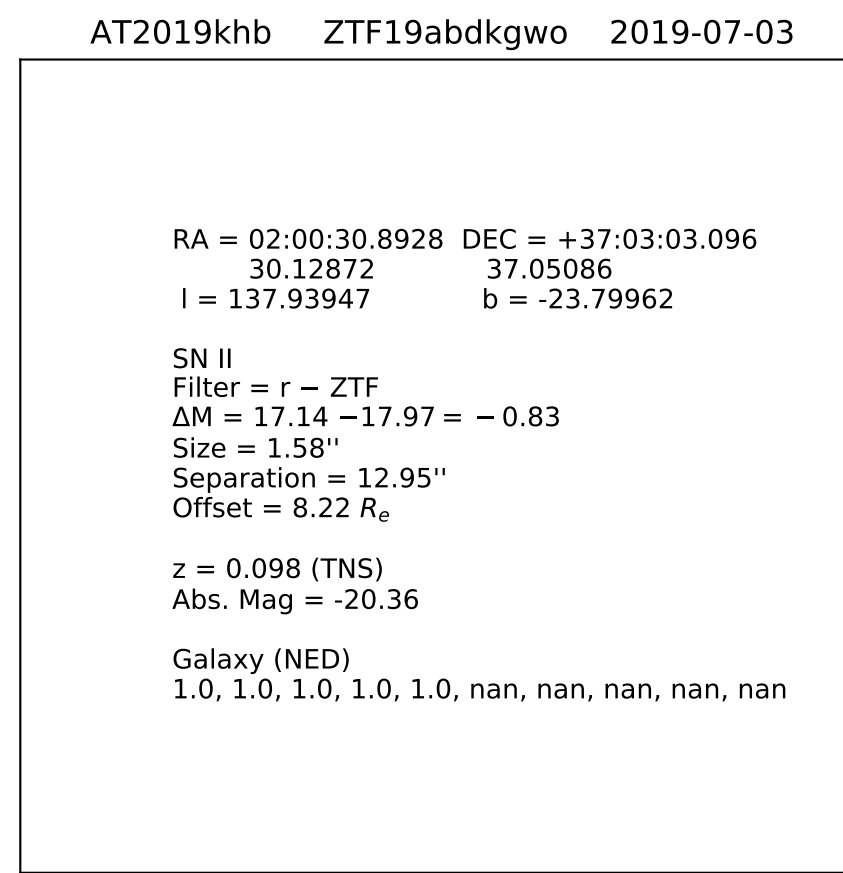 AT2019khb ZTF19abdkgwo 2019-07-03
RA = 02:00:30.8928 DEC = +37:03:03.096
30.12872 37.05086
l = 137.93947 b = -23.79962
SN II
Filter = r − ZTF
ΔM = 17.14 −17.97 = − 0.83
Size = 1.58''
Separation = 12.95''
Offset = 8.22 Rₑ
z = 0.098 (TNS)
Abs. Mag = -20.36
Galaxy (NED)
1.0, 1.0, 1.0, 1.0, 1.0, nan, nan, nan, nan, nan